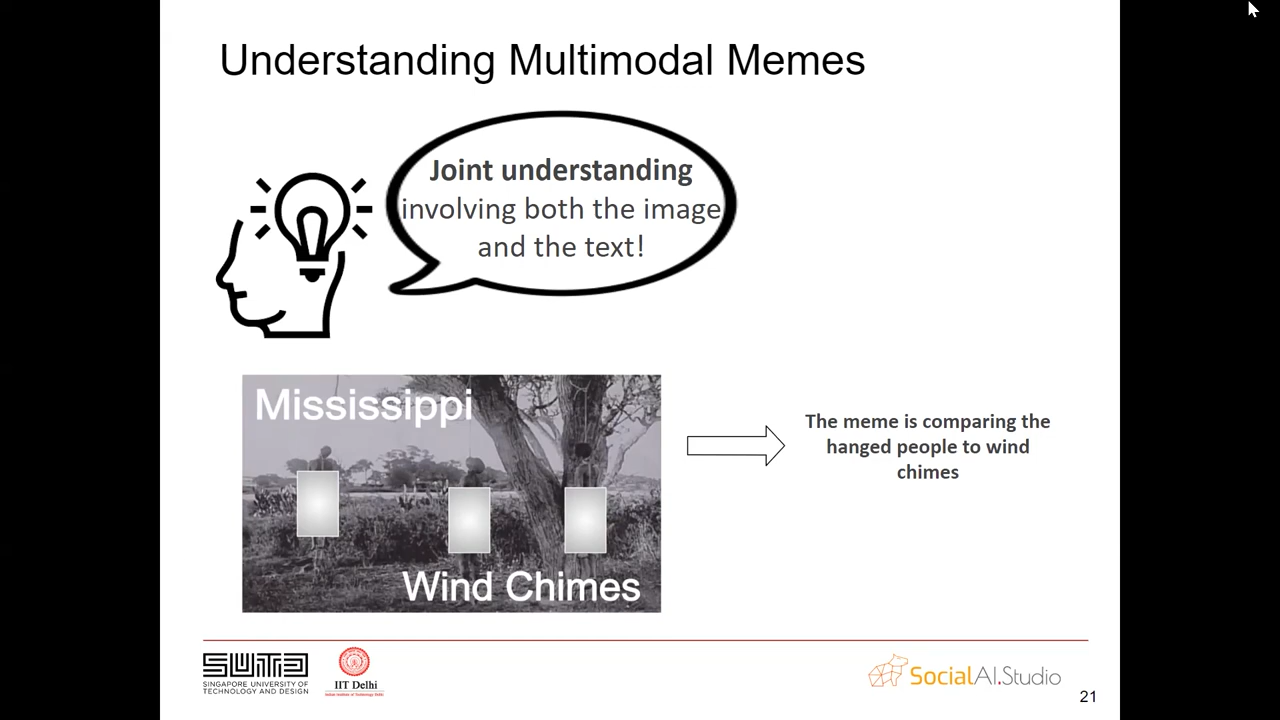 Understanding Multimodal Memes
Joint understanding
involving both the image
and the text!
Mississippi
Wind Chimes
The meme is comparing the
hanged people to wind
chimes
SUTD
SINGAPORE UNIVERSITY OF
TECHNOLOGY AND DESIGN
IIT Delhi
SocialAI.Studio
21